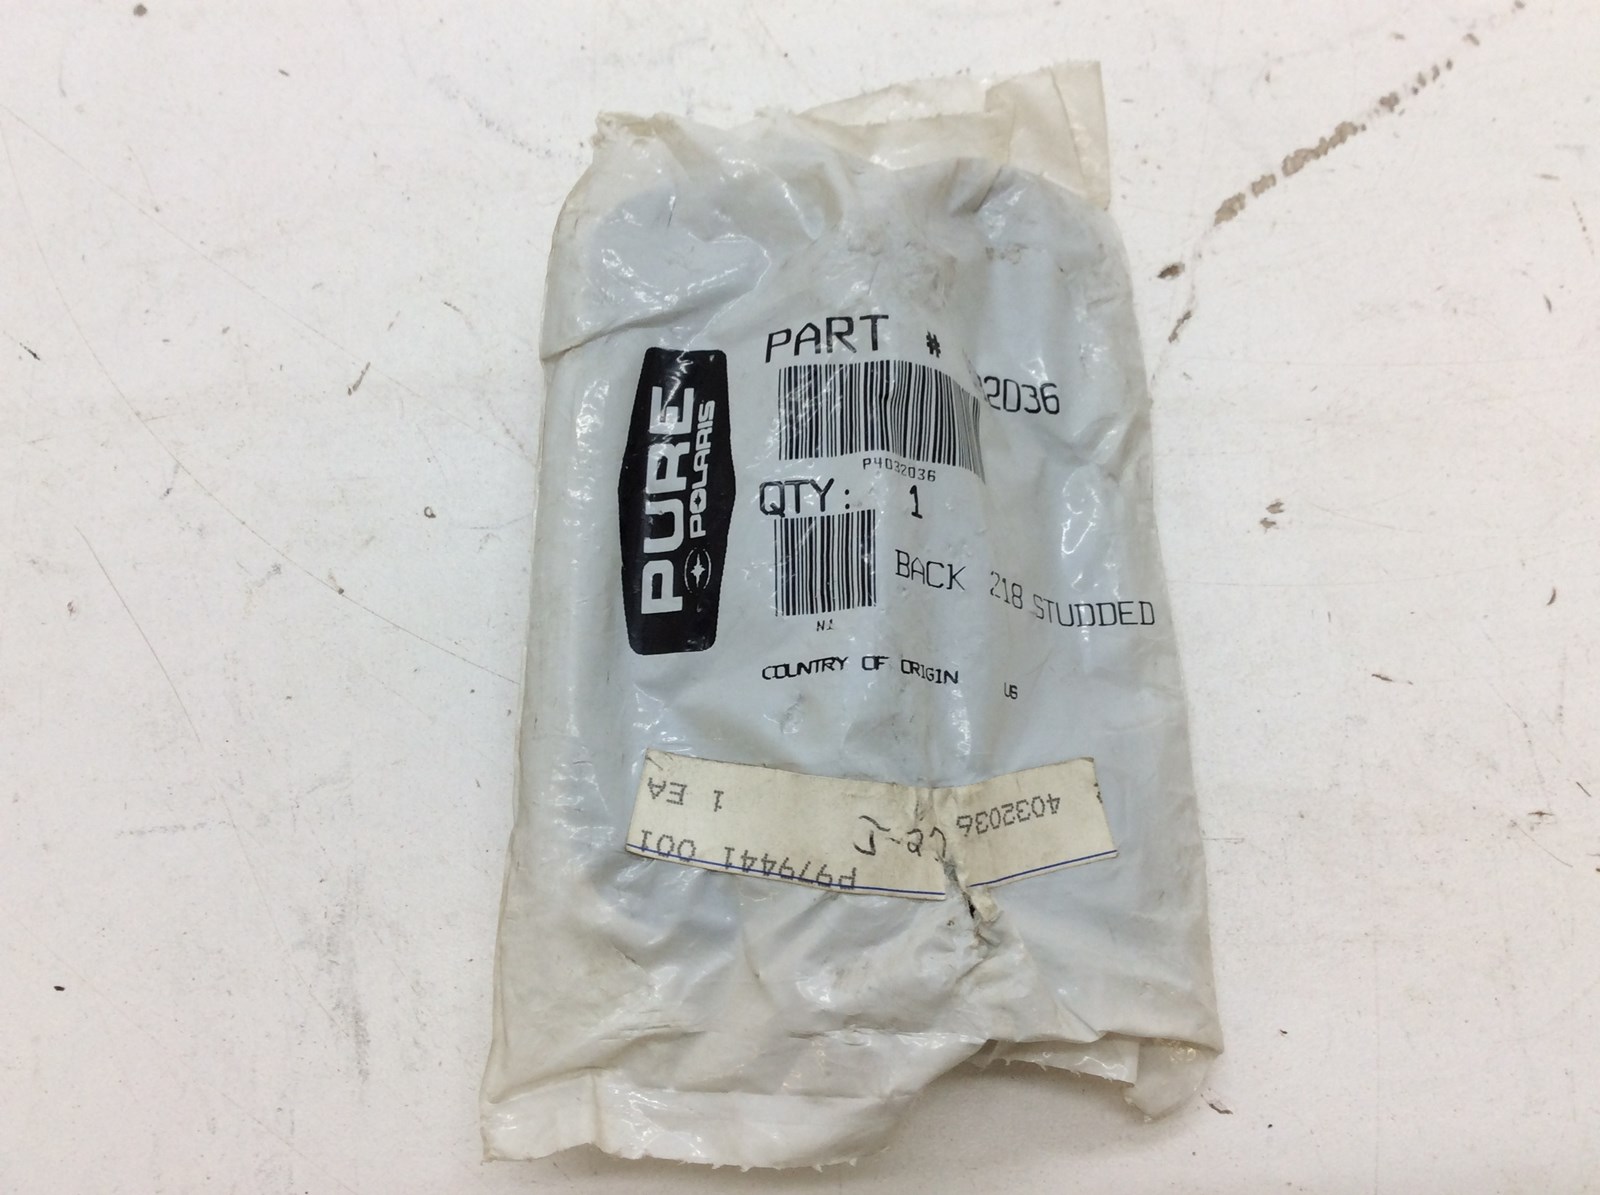 PURE
POLARIS
PART # 2036
P4032036
QTY: 1
BACK 218 STUDDED
N1
COUNTRY OF ORIGIN US
4032036 1 EA
P979441 001